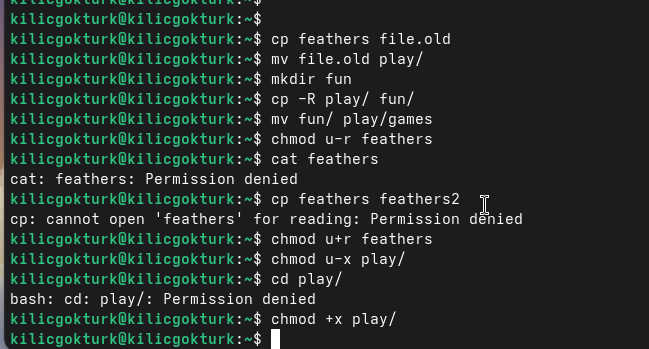 kilicgokturk@kilicgokturk:~$
kilicgokturk@kilicgokturk:~$ cp feathers file.old
kilicgokturk@kilicgokturk:~$ mv file.old play/
kilicgokturk@kilicgokturk:~$ mkdir fun
kilicgokturk@kilicgokturk:~$ cp -R play/ fun/
kilicgokturk@kilicgokturk:~$ mv fun/ play/games
kilicgokturk@kilicgokturk:~$ chmod u-r feathers
kilicgokturk@kilicgokturk:~$ cat feathers
cat: feathers: Permission denied
kilicgokturk@kilicgokturk:~$ cp feathers feathers2
cp: cannot open 'feathers' for reading: Permission denied
kilicgokturk@kilicgokturk:~$ chmod u+r feathers
kilicgokturk@kilicgokturk:~$ chmod u-x play/
kilicgokturk@kilicgokturk:~$ cd play/
bash: cd: play/: Permission denied
kilicgokturk@kilicgokturk:~$ chmod +x play/
kilicgokturk@kilicgokturk:~$